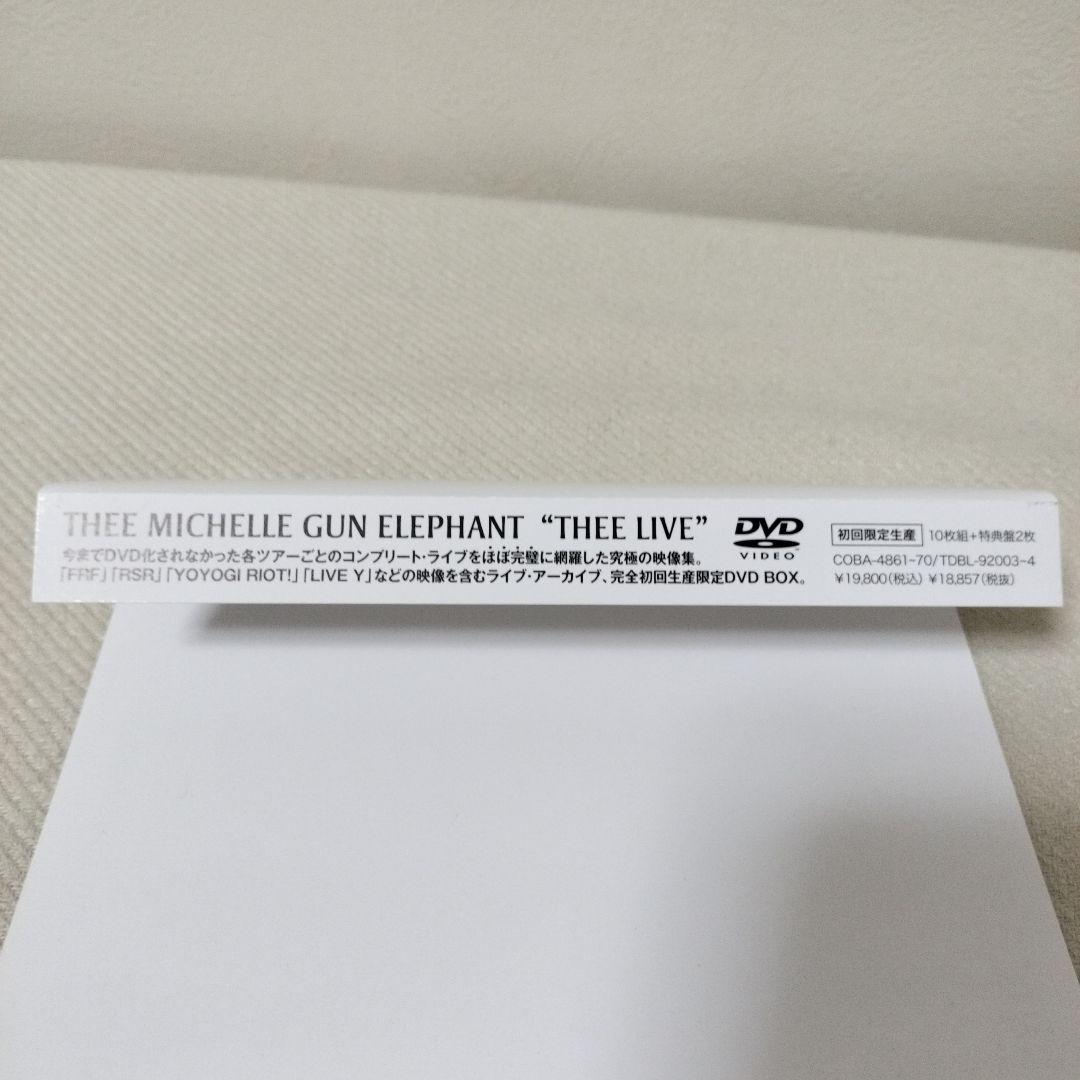 THEE MICHELLE GUN ELEPHANT “THEE LIVE”
今までDVD化されなかった各ツアーごとのコンプリート・ライブをほぼ完璧に網羅した究極の映像集。
「FRF」「RSR」「YOYOGI RIOT!」「LIVE Y」などの映像を含むライブ・アーカイブ、完全初回生産限定DVD BOX。
DVD
VIDEO
初回限定生産 10枚組+特典盤2枚
COBA-4861-70/TDBL-92003-4
¥19,800(税込) ¥18,857(税抜)